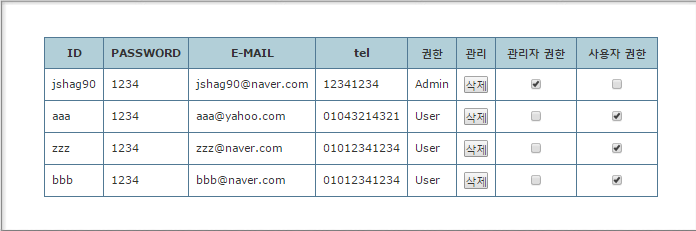 ID PASSWORD E-MAIL tel 권한 관리 관리자 권한 사용자 권한
jshag90 1234 jshag90@naver.com 12341234 Admin 삭제
aaa 1234 aaa@yahoo.com 01043214321 User 삭제
zzz 1234 zzz@naver.com 01012341234 User 삭제
bbb 1234 bbb@naver.com 01012341234 User 삭제